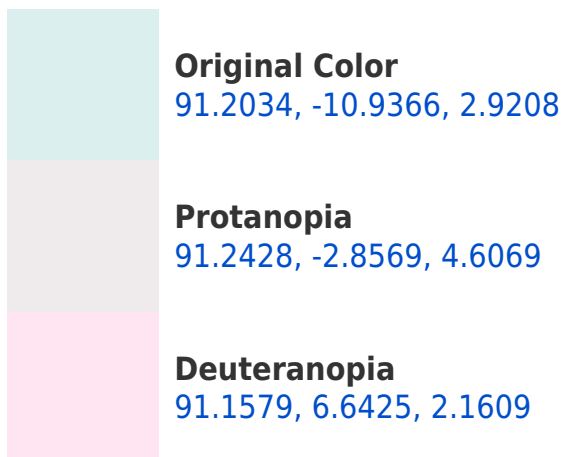 Original Color
91.2034, -10.9366, 2.9208
Protanopia
91.2428, -2.8569, 4.6069
Deuteranopia
91.1579, 6.6425, 2.1609